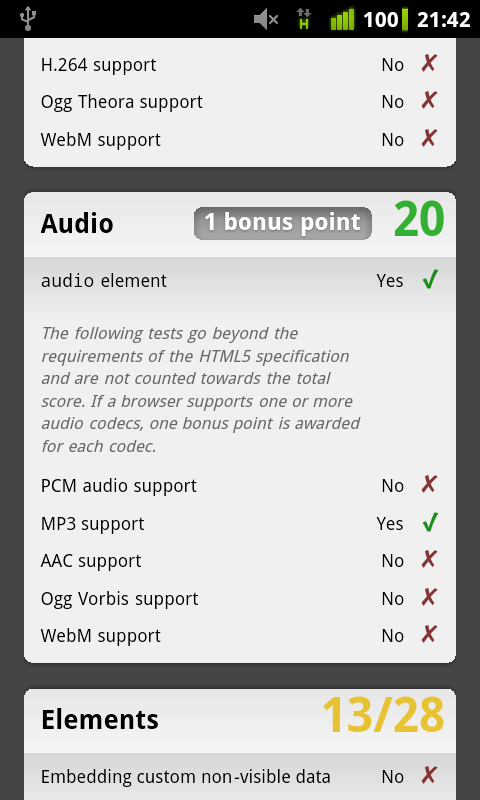 100 21:42
H.264 support No ✗
Ogg Theora support No ✗
WebM support No ✗
Audio 1 bonus point 20
audio element Yes ✓
The following tests go beyond the
requirements of the HTML5 specification
and are not counted towards the total
score. If a browser supports one or more
audio codecs, one bonus point is awarded
for each codec.
PCM audio support No ✗
MP3 support Yes ✓
AAC support No ✗
Ogg Vorbis support No ✗
WebM support No ✗
Elements 13/28
Embedding custom non-visible data No ✗